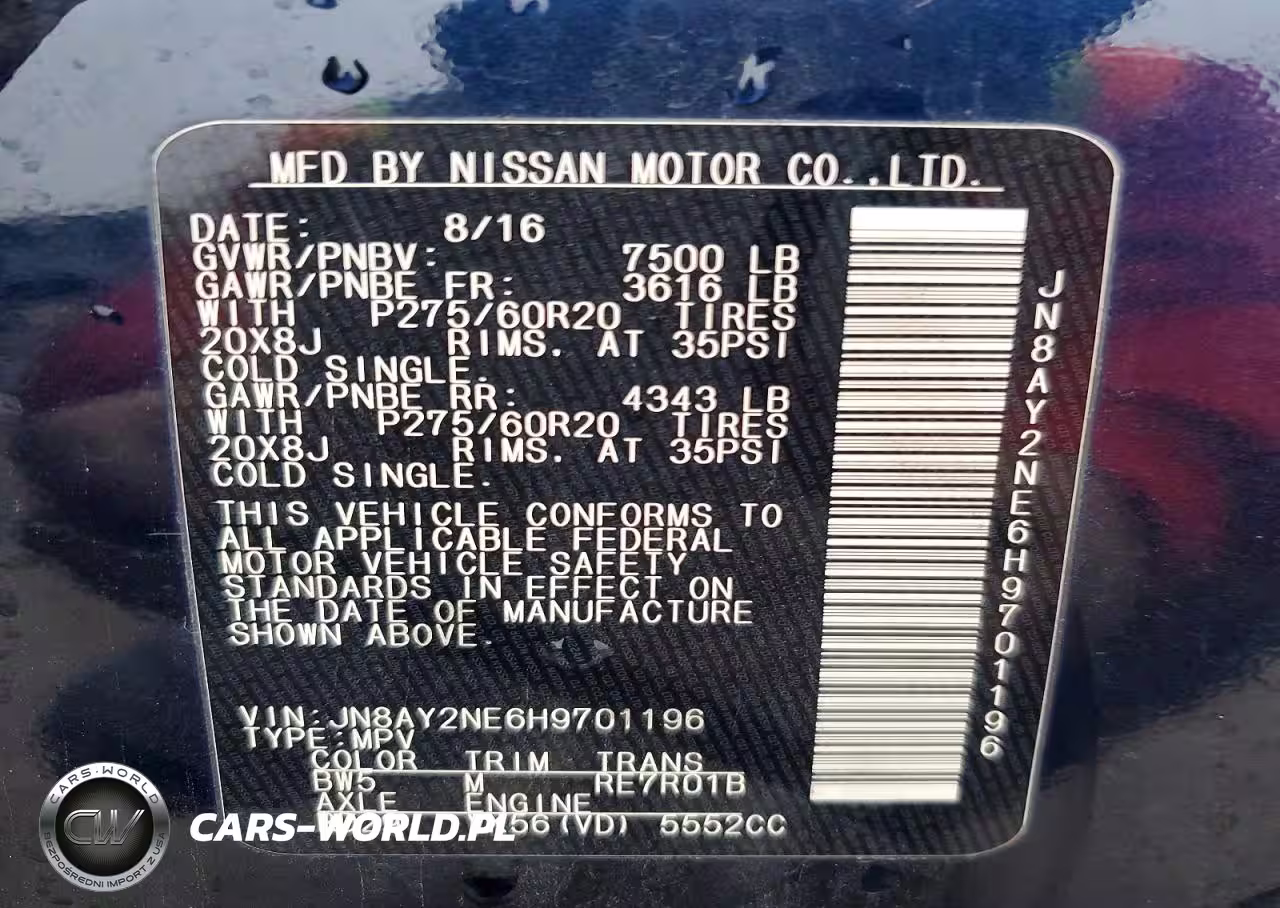 MFD BY NISSAN MOTOR CO.,LTD.
DATE: 8/16
GVWR/PNBV: 7500 LB
GAWR/PNBE FR: 3616 LB
WITH P275/60R20 TIRES
20X8J RIMS. AT 35PSI
COLD SINGLE.
GAWR/PNBE RR: 4343 LB
WITH P275/60R20 TIRES
20X8J RIMS. AT 35PSI
COLD SINGLE.
THIS VEHICLE CONFORMS TO
ALL APPLICABLE FEDERAL
MOTOR VEHICLE SAFETY
STANDARDS IN EFFECT ON
THE DATE OF MANUFACTURE
SHOWN ABOVE.
VIN:JN8AY2NE6H9701196
TYPE:MPV
COLOR TRIM TRANS
BW5 M RE7R01B
AXLE ENGINE
(VD) 5552CC
JN8AY2NE6H9701196
CARS-WORLD
CW
BEZPOŚREDNI IMPORT Z USA
CARS-WORLD.PL